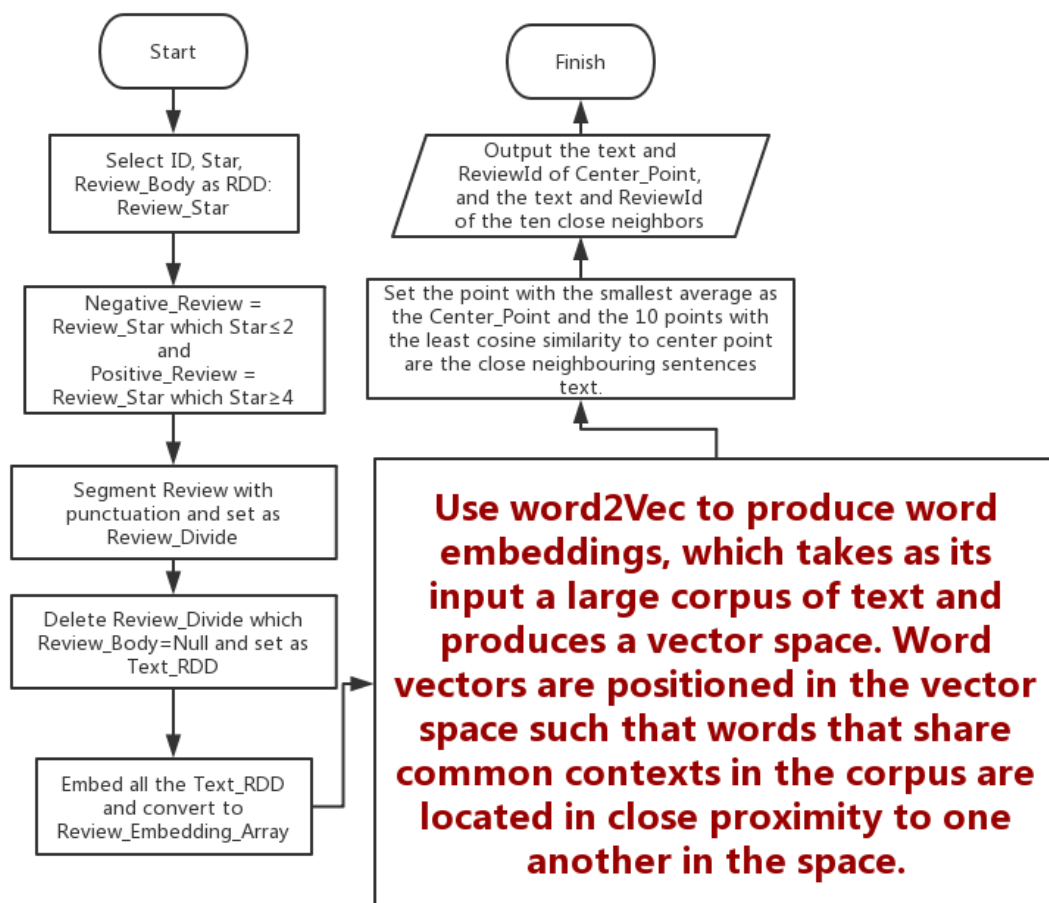 Start
Select ID, Star,
Review_Body as RDD:
Review_Star
Negative_Review =
Review_Star which Star≤2
and
Positive_Review =
Review_Star which Star≥4
Segment Review with
punctuation and set as
Review_Divide
Delete Review_Divide which
Review_Body=Null and set as
Text_RDD
Embed all the Text_RDD
and convert to
Review_Embedding_Array
Use word2Vec to produce word
embeddings, which takes as its
input a large corpus of text and
produces a vector space. Word
vectors are positioned in the vector
space such that words that share
common contexts in the corpus are
located in close proximity to one
another in the space.
Set the point with the smallest average as
the Center_Point and the 10 points with
the least cosine similarity to center point
are the close neighbouring sentences
text.
Output the text and
ReviewId of Center_Point,
and the text and ReviewId
of the ten close neighbors
Finish